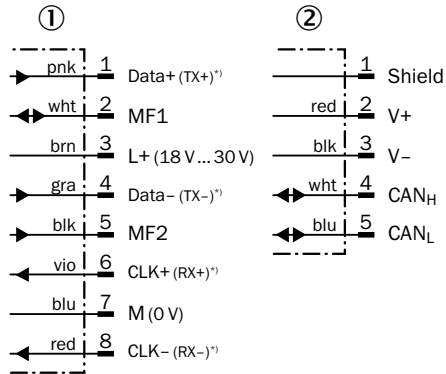 ①
pnk 1 Data+ (TX+)*)
wht 2 MF1
brn 3 L+ (18 V ... 30 V)
gra 4 Data– (TX–)*)
blk 5 MF2
vio 6 CLK+ (RX+)*)
blu 7 M (0 V)
red 8 CLK– (RX–)*)
②
1 Shield
red 2 V+
blk 3 V–
wht 4 CANH
blu 5 CANL